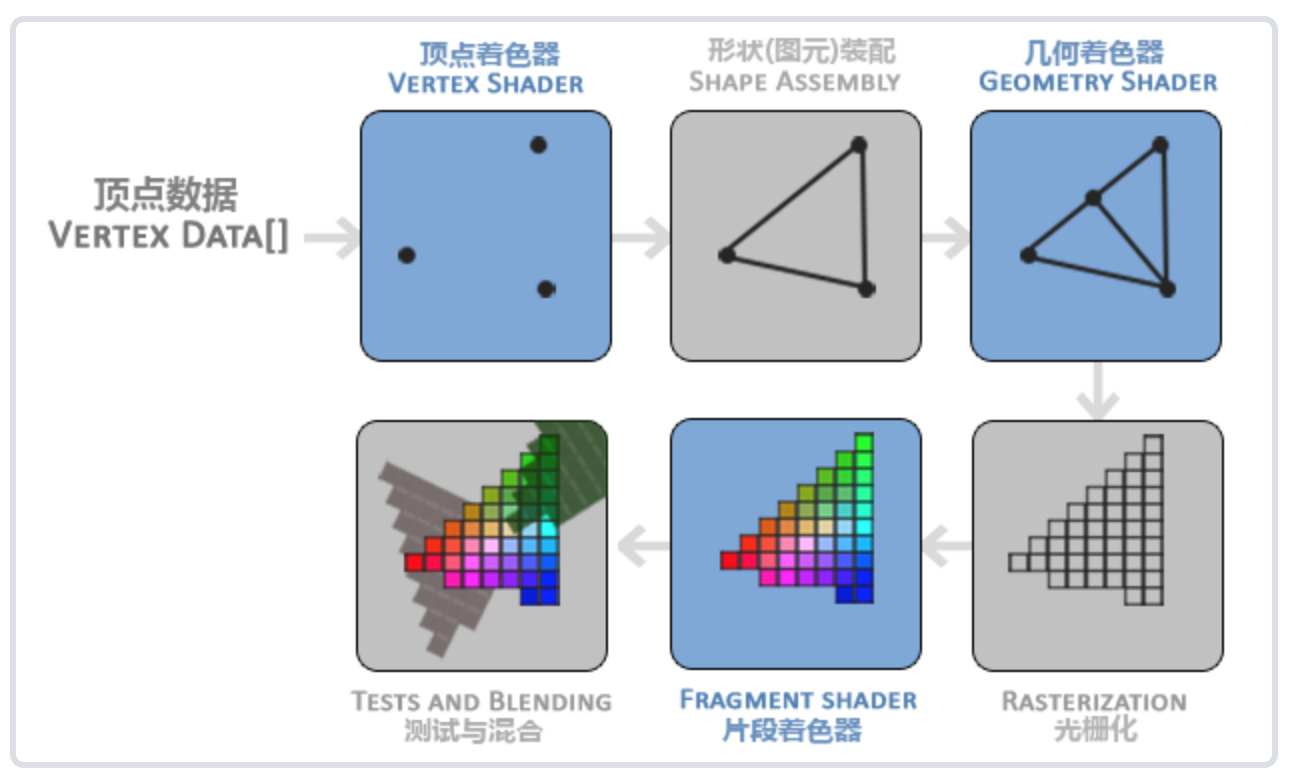 顶点着色器
VERTEX SHADER
形状(图元)装配
SHAPE ASSEMBLY
几何着色器
GEOMETRY SHADER
顶点数据
VERTEX DATA[]
TESTS AND BLENDING
测试与混合
FRAGMENT SHADER
片段着色器
RASTERIZATION
光栅化